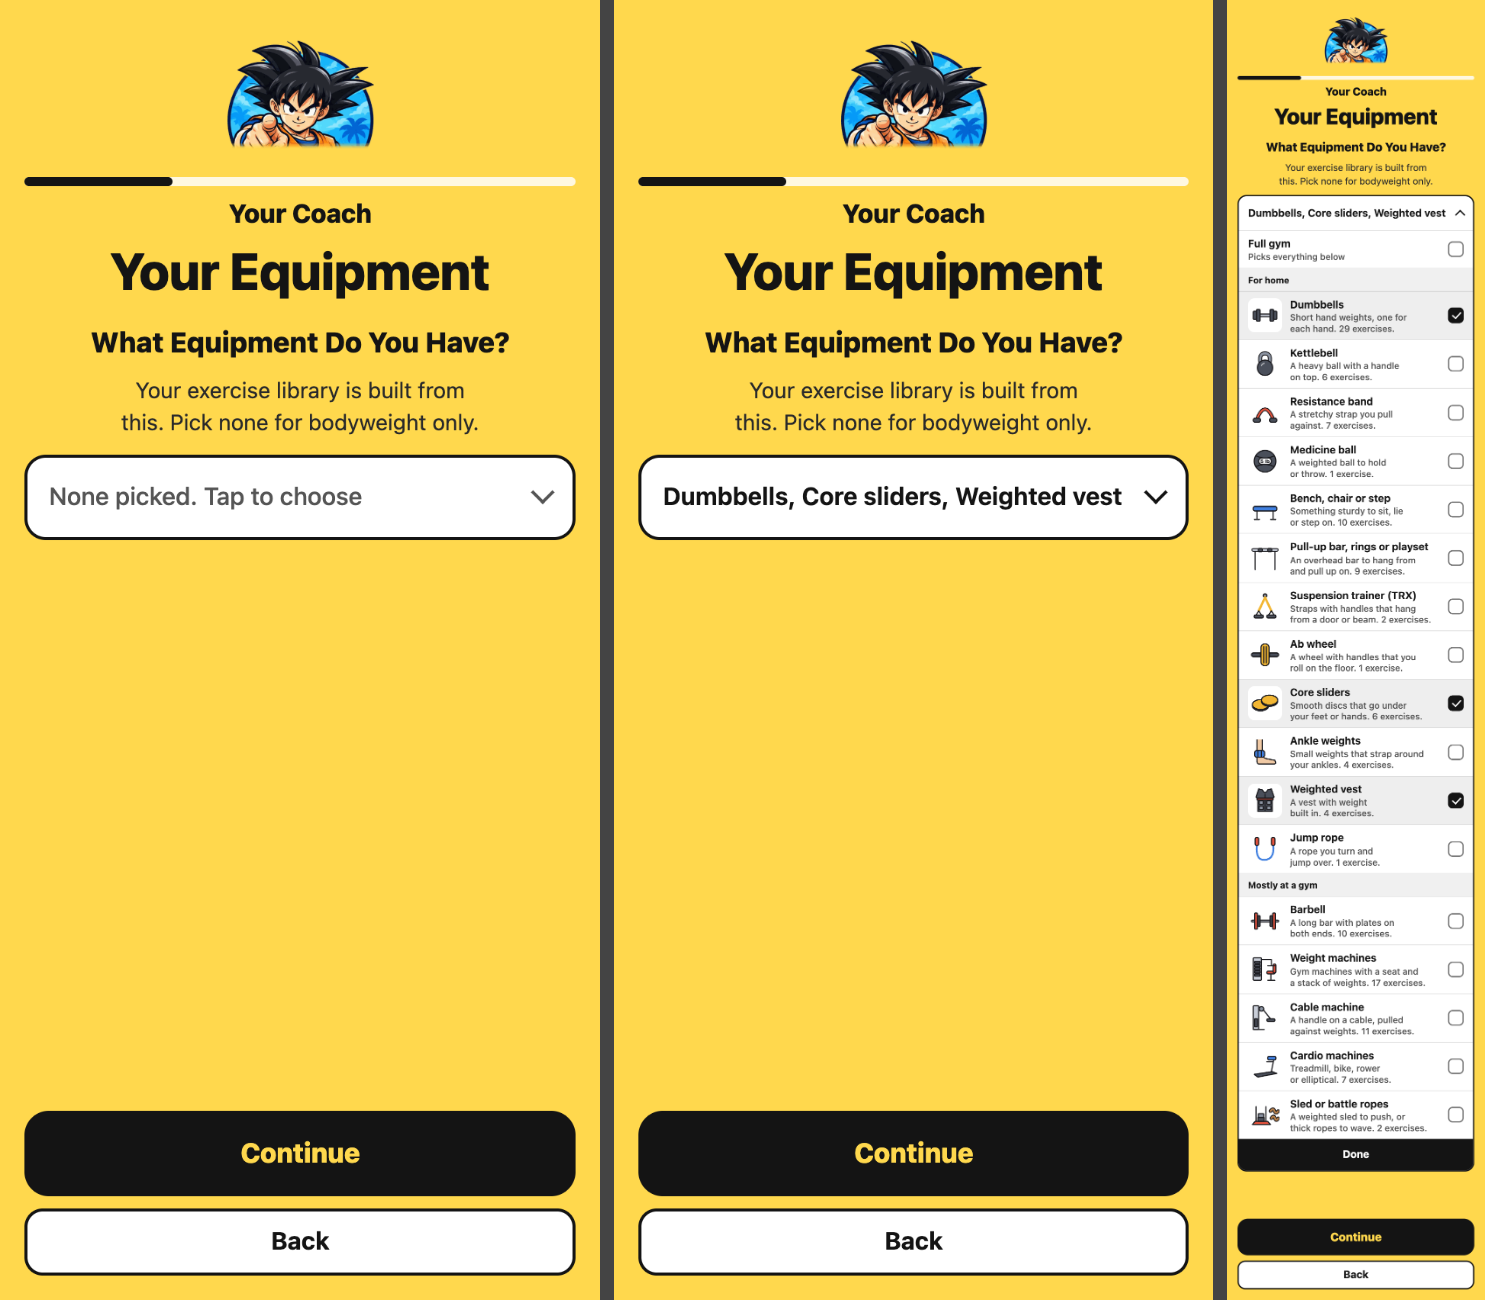 Your Coach
Your Equipment
What Equipment Do You Have?
Your exercise library is built from
this. Pick none for bodyweight only.
None picked. Tap to choose
Continue
Back
Your Coach
Your Equipment
What Equipment Do You Have?
Your exercise library is built from
this. Pick none for bodyweight only.
Dumbbells, Core sliders, Weighted vest
Continue
Back
Your Coach
Your Equipment
What Equipment Do You Have?
Your exercise library is built from
this. Pick none for bodyweight only.
Dumbbells, Core sliders, Weighted vest
Full gym
Picks everything below
For home
Dumbbells
Short hand weights, one for
each hand. 29 exercises.
Kettlebell
A heavy ball with a handle
on top. 6 exercises.
Resistance band
A stretchy strap you pull
against. 7 exercises.
Medicine ball
A weighted ball to hold
or throw. 1 exercise.
Bench, chair or step
Something sturdy to sit, lie
or step on. 10 exercises.
Pull-up bar, rings or playset
An overhead bar to hang from
and pull up on. 9 exercises.
Suspension trainer (TRX)
Straps with handles that hang
from a door or beam. 2 exercises.
Ab wheel
A wheel with handles that you
roll on the floor. 1 exercise.
Core sliders
Smooth discs that go under
your feet or hands. 6 exercises.
Ankle weights
Small weights that strap around
your ankles. 4 exercises.
Weighted vest
A vest with weight
built in. 4 exercises.
Jump rope
A rope you turn and
jump over. 1 exercise.
Mostly at a gym
Barbell
A long bar with plates on
both ends. 10 exercises.
Weight machines
Gym machines with a seat and
a stack of weights. 17 exercises.
Cable machine
A handle on a cable, pulled
against weights. 11 exercises.
Cardio machines
Treadmill, bike, rower
or elliptical. 7 exercises.
Sled or battle ropes
A weighted sled to push, or
thick ropes to wave. 2 exercises.
Done
Continue
Back